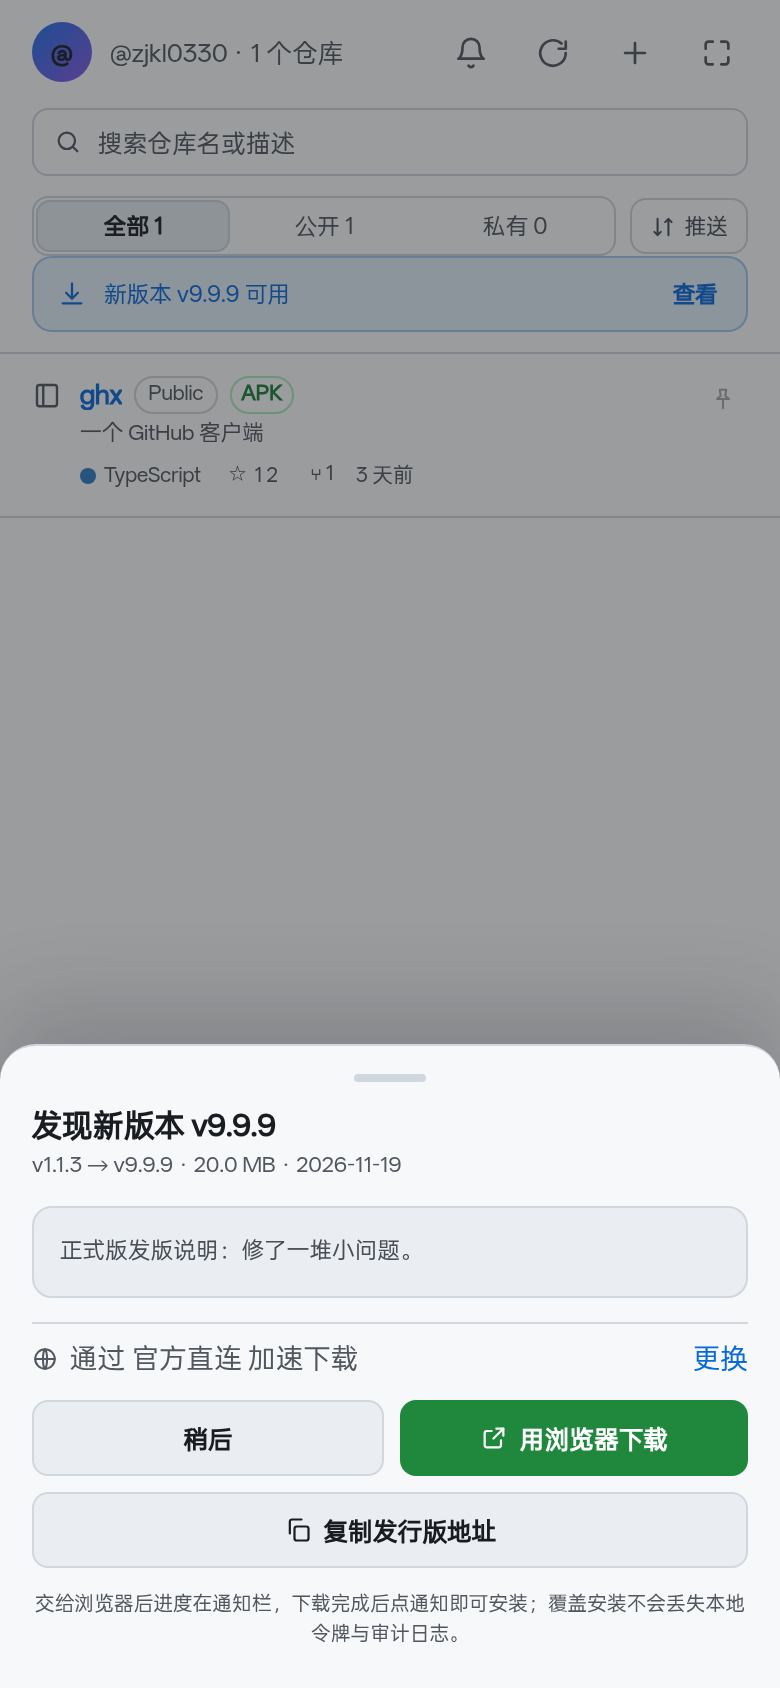 @ @zjkl0330 · 1 个仓库
搜索仓库名或描述
全部 1 公开 1 私有 0 推送
新版本 v9.9.9 可用 查看
ghx Public APK
一个 GitHub 客户端
TypeScript ☆ 12 1 3 天前
发现新版本 v9.9.9
v1.1.3 → v9.9.9 · 20.0 MB · 2026-11-19
正式版发版说明：修了一堆小问题。
通过 官方直连 加速下载 更换
稍后 用浏览器下载
复制发行版地址
交给浏览器后进度在通知栏，下载完成后点通知即可安装；覆盖安装不会丢失本地
令牌与审计日志。